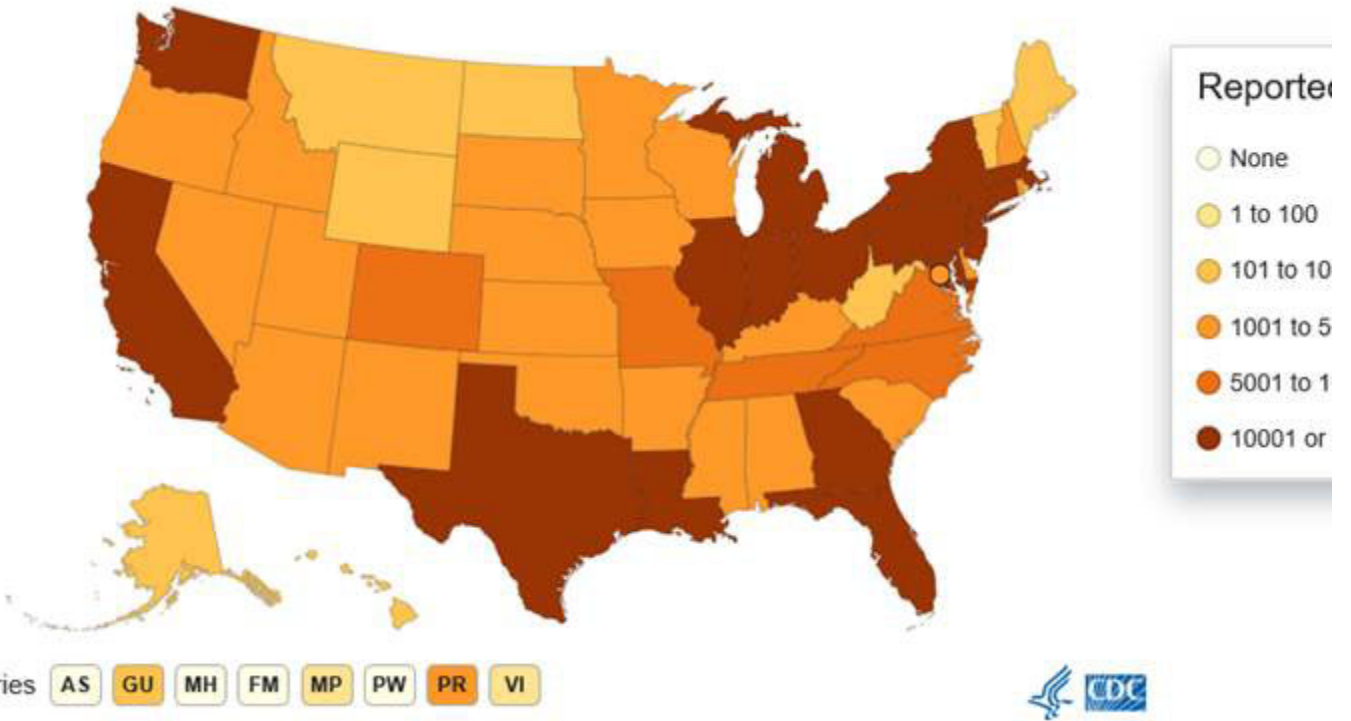 Reported
None
1 to 100
101 to 10
1001 to 5
5001 to 1
10001 or
ries AS GU MH FM MP PW PR VI
CDC